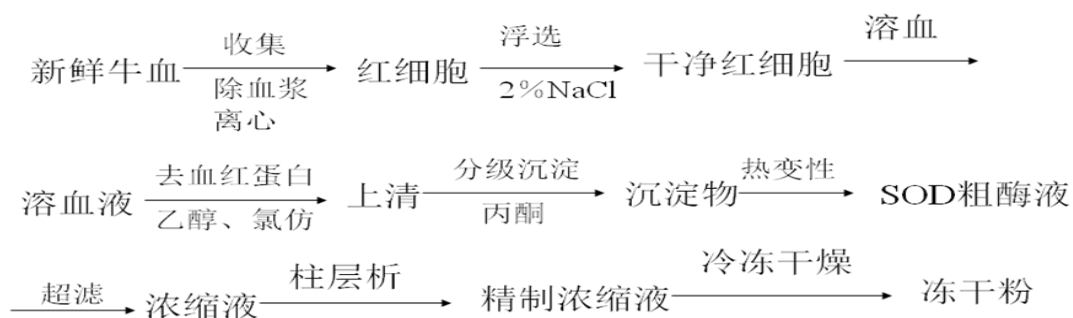 收集 浮选 溶血
新鲜牛血 红细胞 干净红细胞
除血浆 2%NaCl
离心
去血红蛋白 分级沉淀 热变性
溶血液 上清 沉淀物 SOD粗酶液
乙醇、氯仿 丙酮
超滤 柱层析 冷冻干燥
浓缩液 精制浓缩液 冻干粉